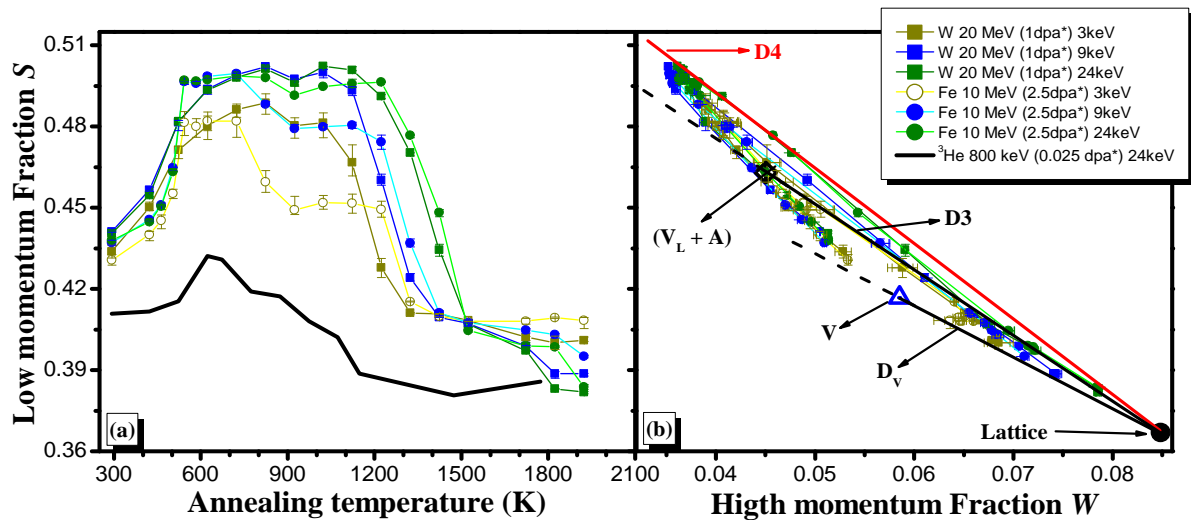 Low momentum Fraction S
0.51
0.48
0.45
0.42
0.39
0.36
(a)
300
600
900
1200
1500
1800
2100
Annealing temperature (K)
W 20 MeV (1dpa*) 3keV
W 20 MeV (1dpa*) 9keV
W 20 MeV (1dpa*) 24keV
Fe 10 MeV (2.5dpa*) 3keV
Fe 10 MeV (2.5dpa*) 9keV
Fe 10 MeV (2.5dpa*) 24keV
³He 800 keV (0.025 dpa*) 24keV
D4
D3
(V_L + A)
V
D_V
Lattice
(b)
0.04
0.05
0.06
0.07
0.08
Higth momentum Fraction W